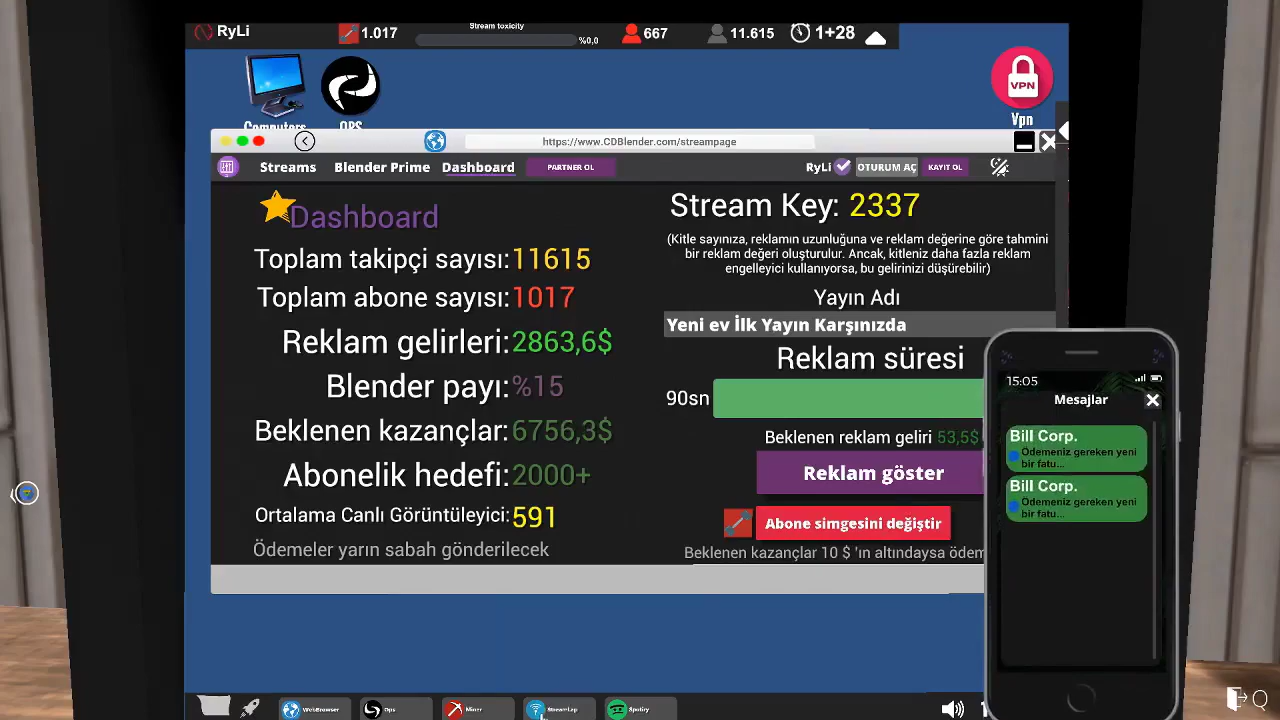 RyLi
1.017
Stream toxicity
%0,0
667
11.615
1+28
VPN
Computers
OPS
Vpn
https://www.CDBlender.com/streampage
Streams
Blender Prime
Dashboard
PARTNER OL
RyLi
OTURUM AÇ
KAYIT OL
Dashboard
Toplam takipçi sayısı:11615
Toplam abone sayısı:1017
Reklam gelirleri:2863,6$
Blender payı:%15
Beklenen kazançlar:6756,3$
Abonelik hedefi:2000+
Ortalama Canlı Görüntüleyici:591
Ödemeler yarın sabah gönderilecek
Stream Key: 2337
(Kitle sayınıza, reklamın uzunluğuna ve reklam değerine göre tahmini
bir reklam değeri oluşturulur. Ancak, kitleniz daha fazla reklam
engelleyici kullanıyorsa, bu gelirinizi düşürebilir)
Yayın Adı
Yeni ev İlk Yayın Karşınızda
Reklam süresi
90sn
Beklenen reklam geliri 53,5$
Reklam göster
Abone simgesini değiştir
Beklenen kazançlar 10 $ 'ın altındaysa ödem
15:05
Mesajlar
Bill Corp.
Ödemeniz gereken yeni
bir fatu...
Bill Corp.
Ödemeniz gereken yeni
bir fatu...
WebBrowser
Ops
Miner
StreamLap
Spotiry
Q